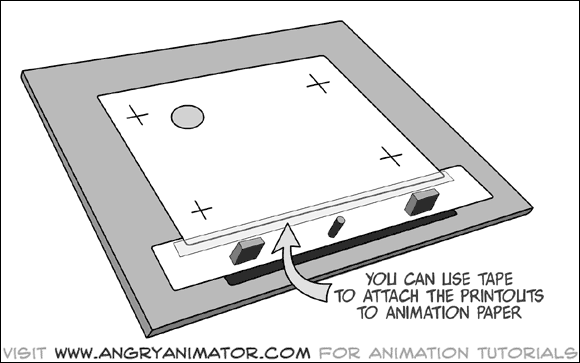 YOU CAN USE TAPE
TO ATTACH THE PRINTOUTS
TO ANIMATION PAPER
VISIT WWW.ANGRYANIMATOR.COM FOR ANIMATION TUTORIALS